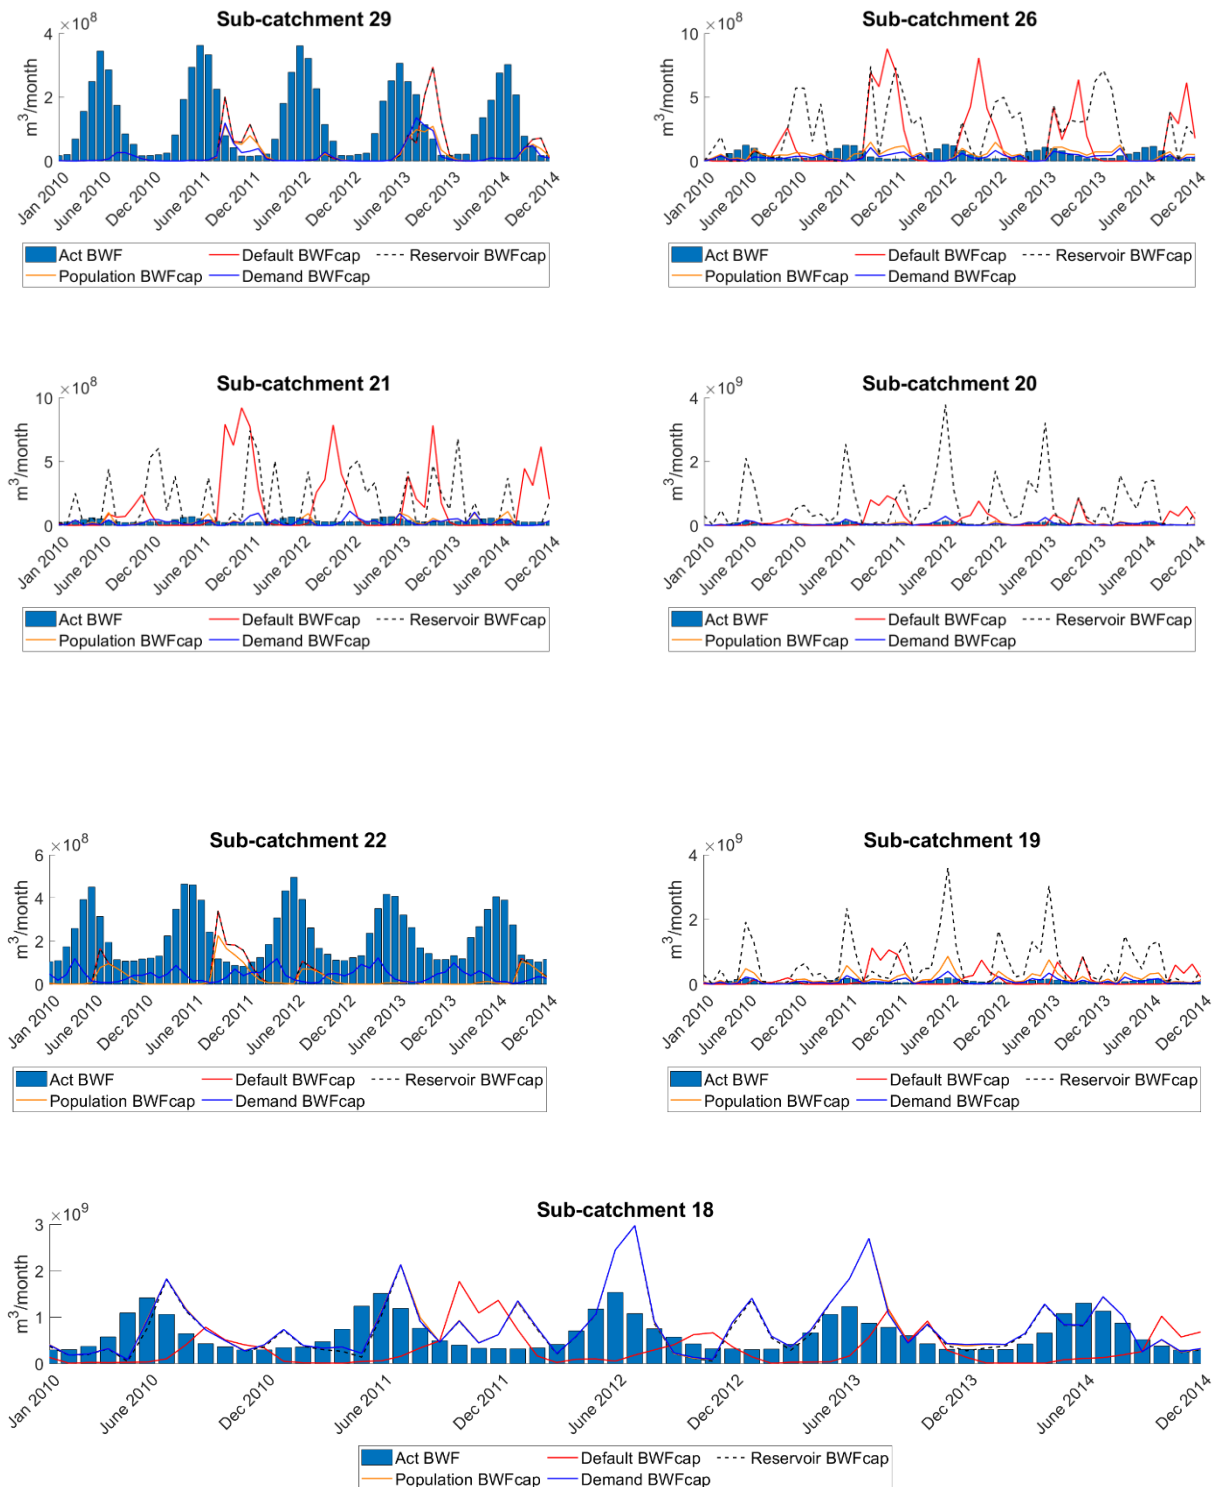 Sub-catchment 29
×10^8
m^3/month
4
2
0
Jan 2010
June 2010
Dec 2010
June 2011
Dec 2011
June 2012
Dec 2012
June 2013
Dec 2013
June 2014
Dec 2014
Act BWF Default BWFcap Reservoir BWFcap
Population BWFcap Demand BWFcap
Sub-catchment 26
×10^8
m^3/month
10
5
0
Jan 2010
June 2010
Dec 2010
June 2011
Dec 2011
June 2012
Dec 2012
June 2013
Dec 2013
June 2014
Dec 2014
Act BWF Default BWFcap Reservoir BWFcap
Population BWFcap Demand BWFcap
Sub-catchment 21
×10^8
m^3/month
10
5
0
Jan 2010
June 2010
Dec 2010
June 2011
Dec 2011
June 2012
Dec 2012
June 2013
Dec 2013
June 2014
Dec 2014
Act BWF Default BWFcap Reservoir BWFcap
Population BWFcap Demand BWFcap
Sub-catchment 20
×10^9
m^3/month
4
2
0
Jan 2010
June 2010
Dec 2010
June 2011
Dec 2011
June 2012
Dec 2012
June 2013
Dec 2013
June 2014
Dec 2014
Act BWF Default BWFcap Reservoir BWFcap
Population BWFcap Demand BWFcap
Sub-catchment 22
×10^8
m^3/month
6
4
2
0
Jan 2010
June 2010
Dec 2010
June 2011
Dec 2011
June 2012
Dec 2012
June 2013
Dec 2013
June 2014
Dec 2014
Act BWF Default BWFcap Reservoir BWFcap
Population BWFcap Demand BWFcap
Sub-catchment 19
×10^9
m^3/month
4
2
0
Jan 2010
June 2010
Dec 2010
June 2011
Dec 2011
June 2012
Dec 2012
June 2013
Dec 2013
June 2014
Dec 2014
Act BWF Default BWFcap Reservoir BWFcap
Population BWFcap Demand BWFcap
Sub-catchment 18
×10^9
m^3/month
3
2
1
0
Jan 2010
June 2010
Dec 2010
June 2011
Dec 2011
June 2012
Dec 2012
June 2013
Dec 2013
June 2014
Dec 2014
Act BWF Default BWFcap Reservoir BWFcap
Population BWFcap Demand BWFcap